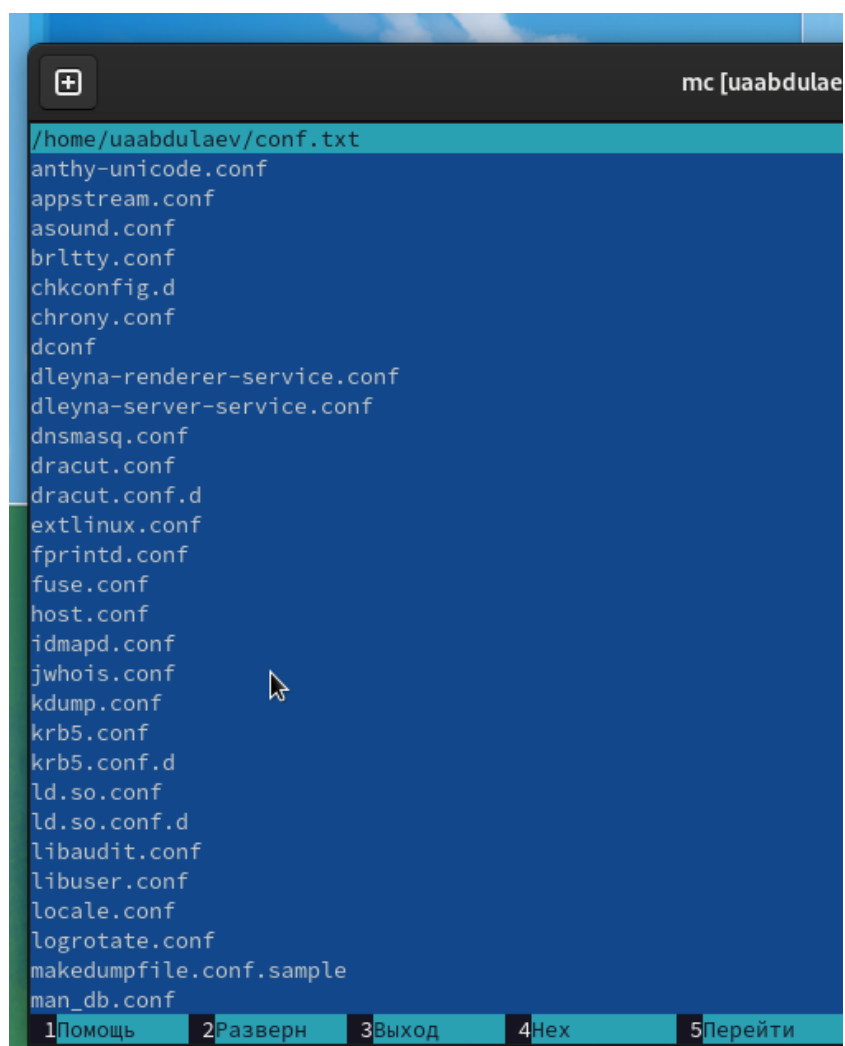 mc [uaabdulae
/home/uaabdulaev/conf.txt
anthy-unicode.conf
appstream.conf
asound.conf
brltty.conf
chkconfig.d
chrony.conf
dconf
dleyna-renderer-service.conf
dleyna-server-service.conf
dnsmasq.conf
dracut.conf
dracut.conf.d
extlinux.conf
fprintd.conf
fuse.conf
host.conf
idmapd.conf
jwhois.conf
kdump.conf
krb5.conf
krb5.conf.d
ld.so.conf
ld.so.conf.d
libaudit.conf
libuser.conf
locale.conf
logrotate.conf
makedumpfile.conf.sample
man_db.conf
1Помощь 2Разверн 3Выход 4Hex 5Перейти